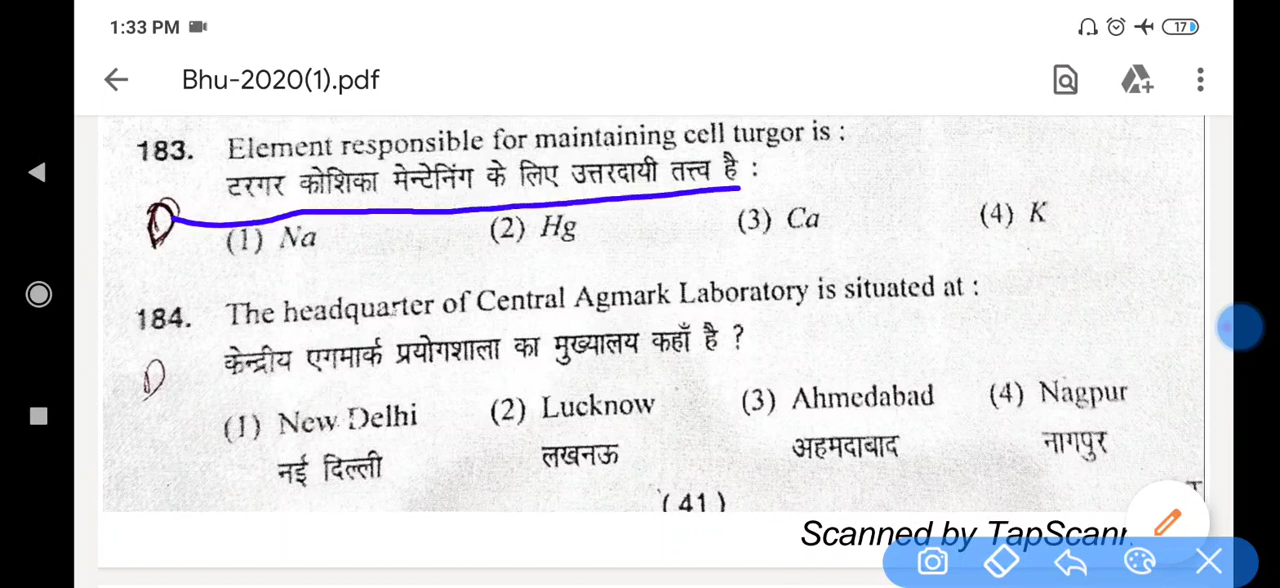 1:33 PM
17
Bhu-2020(1).pdf
183. Element responsible for maintaining cell turgor is :
टरगर कोशिका मेन्टेनिंग के लिए उत्तरदायी तत्त्व है :
D
(1) Na (2) Hg (3) Ca (4) K
184. The headquarter of Central Agmark Laboratory is situated at :
केन्द्रीय एगमार्क प्रयोगशाला का मुख्यालय कहाँ है ?
D
(1) New Delhi (2) Lucknow (3) Ahmedabad (4) Nagpur
नई दिल्ली लखनऊ अहमदाबाद नागपुर
(41)
Scanned by TapScann